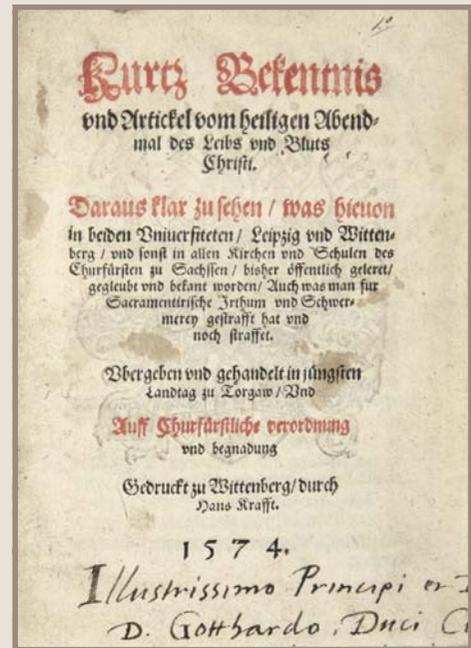 Kurtz Bekentnis
vnd Artickel vom heiligen Abend-
mal des Leibs vnd Bluts
Christi.
Daraus klar zu sehen / was hieuon
in beiden Vniuersiteten / Leipzig vnd Witten-
berg / vnd sonst in allen Kirchen vnd Schulen des
Churfürsten zu Sachssen / bisher öffentlich geleret /
gegleubt vnd bekant worden / Auch was man fur
Sacramentirische Irthum vnd Schwer-
merey gestrafft hat vnd
noch straffet.
Vbergeben vnd gehandelt in jüngsten
Landtag zu Torgaw / Vnd
Auff Churfürstliche verordnung
vnd begnadung
Gedruckt zu Wittenberg / durch
Hans Krafft.
1574.
Illustrissimo Principi
D. Gotthardo. Duci